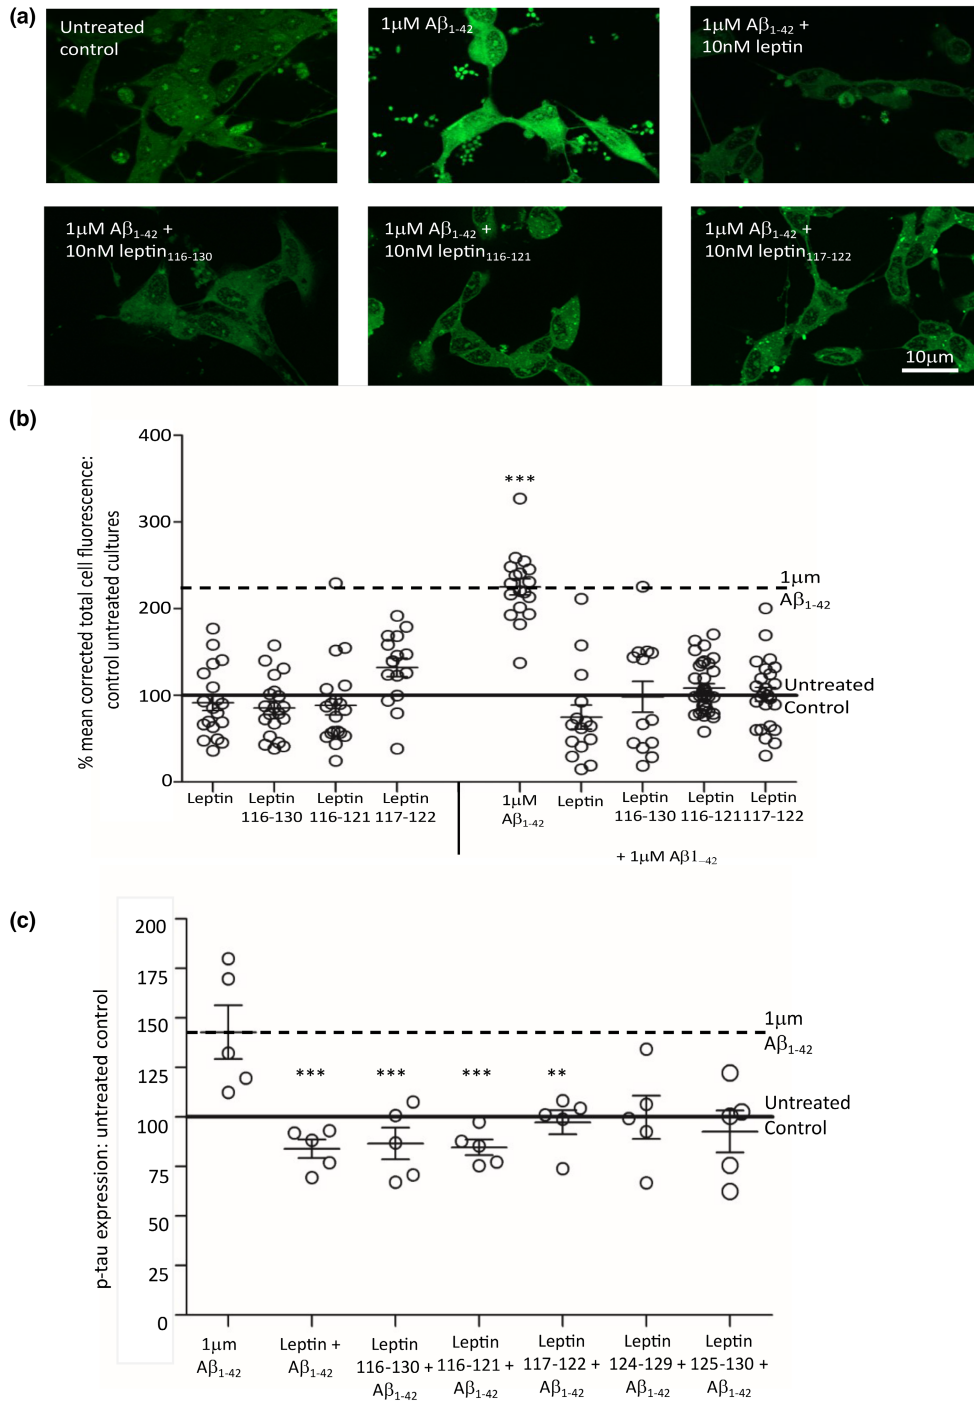 (a)
Untreated
control
1μM Aβ1-42
1μM Aβ1-42 +
10nM leptin
1μM Aβ1-42 +
10nM leptin116-130
1μM Aβ1-42 +
10nM leptin116-121
1μM Aβ1-42 +
10nM leptin117-122
10μm
(b)
% mean corrected total cell fluorescence:
control untreated cultures
400
300
200
100
0
***
1μm
Aβ1-42
Untreated
Control
Leptin
Leptin
116-130
Leptin
116-121
Leptin
117-122
1μM
Aβ1-42
Leptin
Leptin
116-130
Leptin
116-121
Leptin
117-122
+ 1μM Aβ1-42
(c)
p-tau expression: untreated control
200
175
150
125
100
75
50
25
0
1μm
Aβ1-42
*** *** *** **
Untreated
Control
1μm
Aβ1-42
Leptin +
Aβ1-42
Leptin
116-130 +
Aβ1-42
Leptin
116-121 +
Aβ1-42
Leptin
117-122 +
Aβ1-42
Leptin
124-129 +
Aβ1-42
Leptin
125-130 +
Aβ1-42